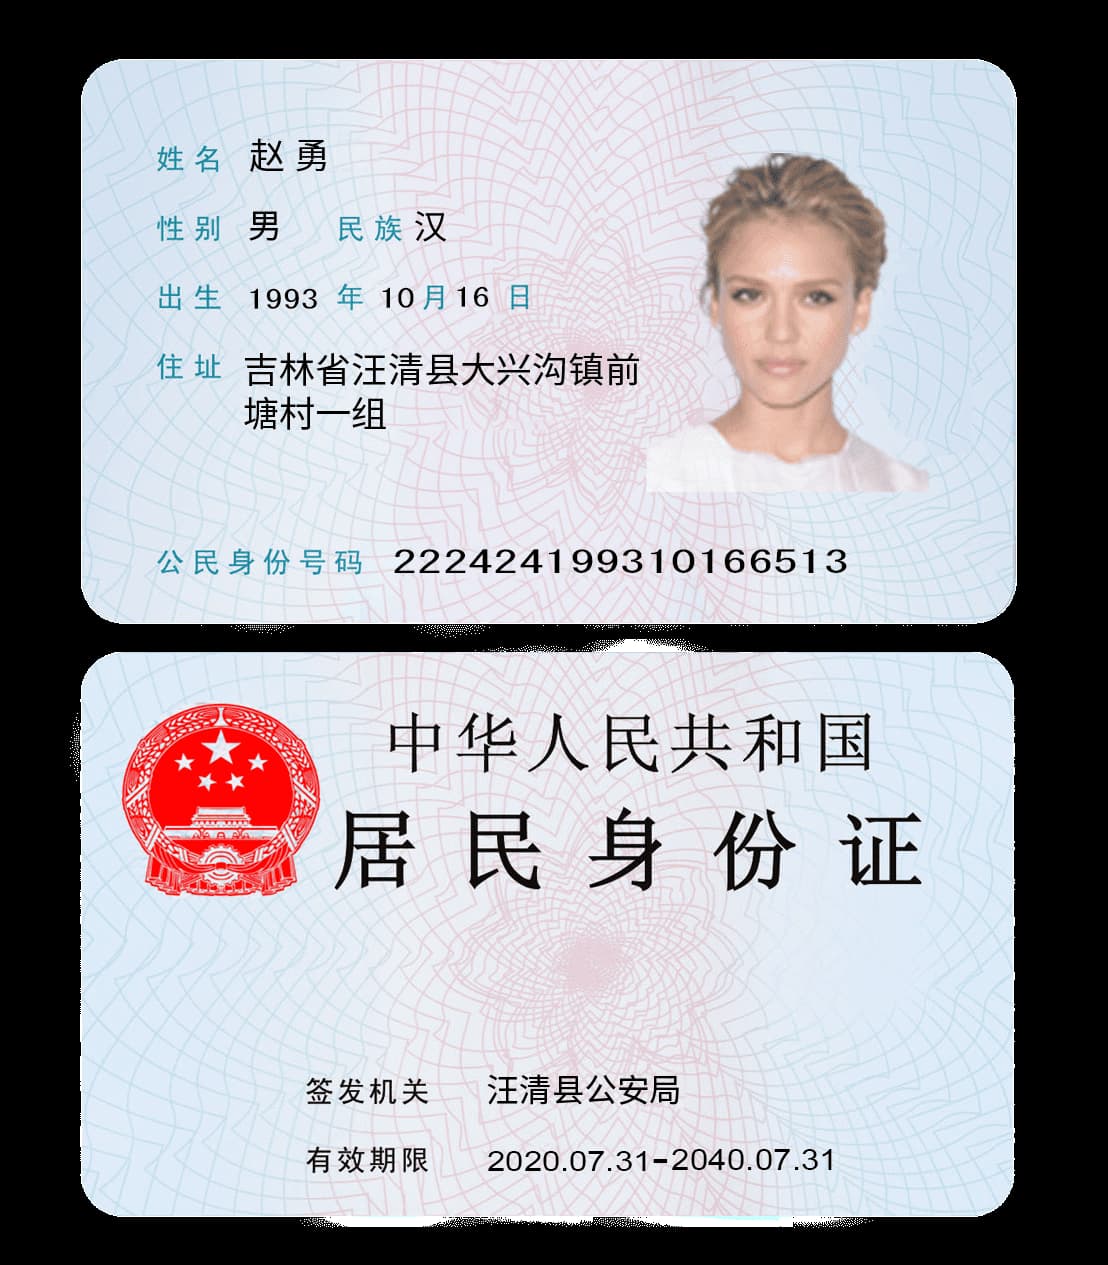 姓名 赵勇
性别 男 民族 汉
出生 1993 年 10 月 16 日
住址 吉林省汪清县大兴沟镇前
塘村一组
公民身份号码 222424199310166513
中华人民共和国
居民身份证
签发机关 汪清县公安局
有效期限 2020.07.31-2040.07.31